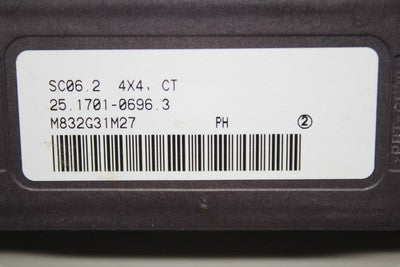 SC06.2 4X4, CT
25.1701-0696.3
M832G31M27 PH ②